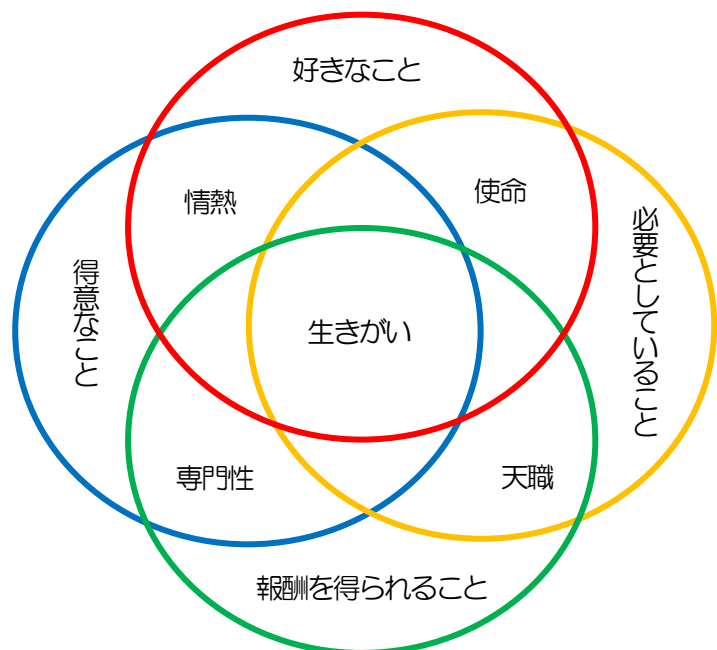 好きなこと
情熱
使命
得意なこと
必要としていること
生きがい
専門性
天職
報酬を得られること